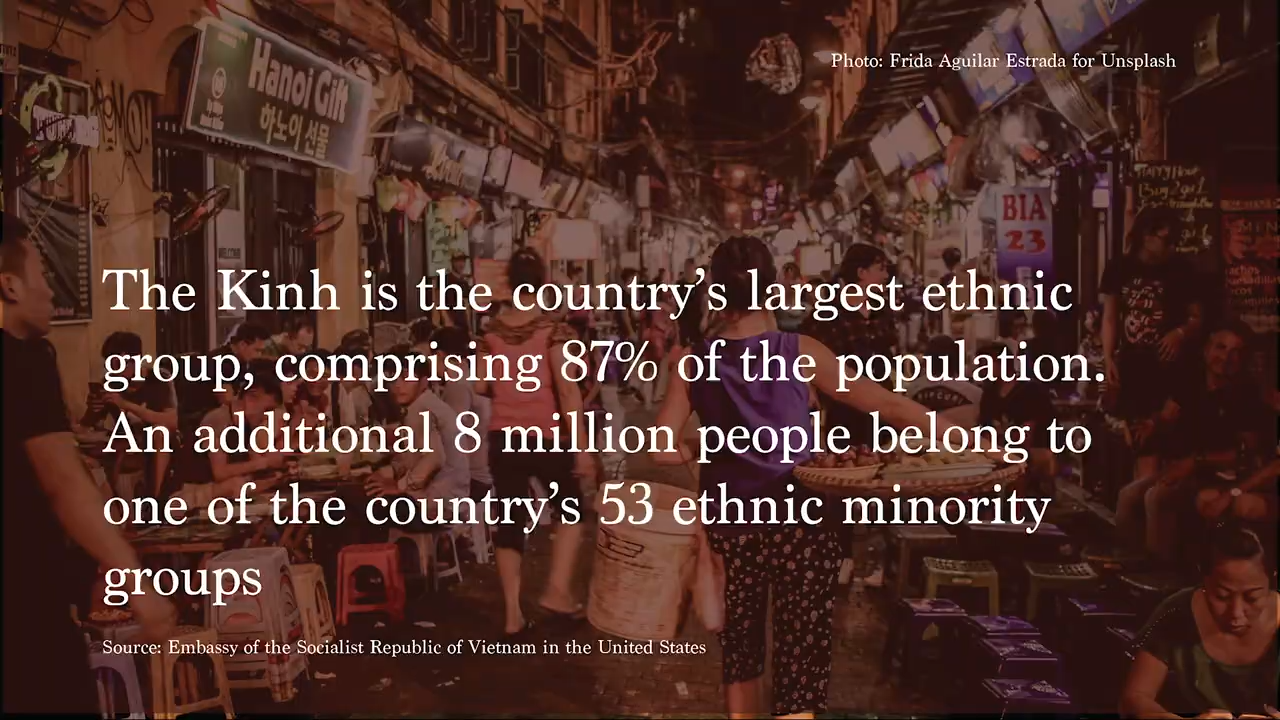 Photo: Frida Aguilar Estrada for Unsplash
Hanoi Gift
하노이 선물
BIA
23
The Kinh is the country’s largest ethnic
group, comprising 87% of the population.
An additional 8 million people belong to
one of the country’s 53 ethnic minority
groups
Source: Embassy of the Socialist Republic of Vietnam in the United States